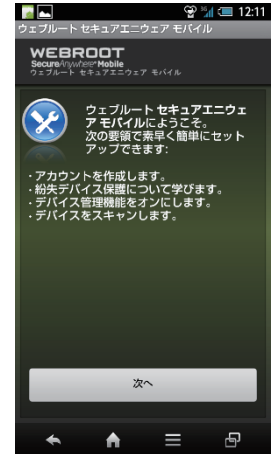 12:11
ウェブルート セキュアエニウェア モバイル
WEBROOT
SecureAnywhere Mobile
ウェブルート セキュアエニウェア モバイル
ウェブルート セキュアエニウェ
ア モバイルにようこそ。
次の要領で素早く簡単にセット
アップできます:
・アカウントを作成します。
・紛失デバイス保護について学びます。
・デバイス管理機能をオンにします。
・デバイスをスキャンします。
次へ